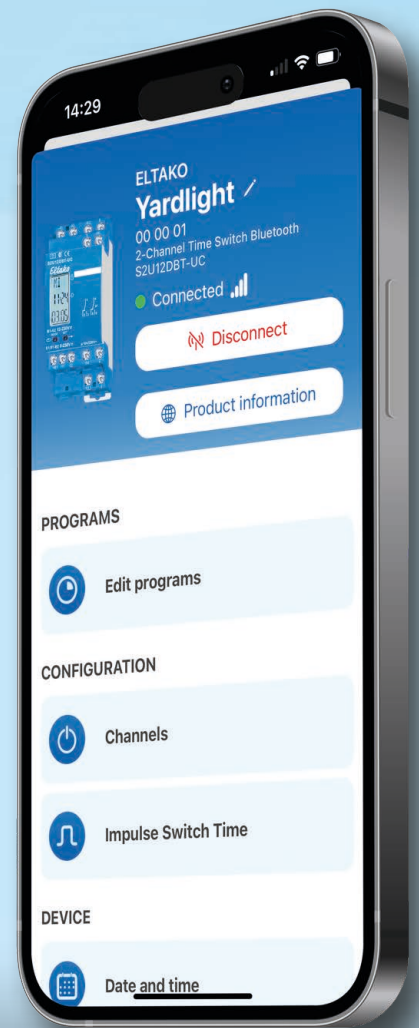 14:29
ELTAKO
Yardlight
00 00 01
2-Channel Time Switch Bluetooth
S2U12DBT-UC
Connected
Disconnect
Product information
Eltako
PROGRAMS
Edit programs
CONFIGURATION
Channels
Impulse Switch Time
DEVICE
Date and time